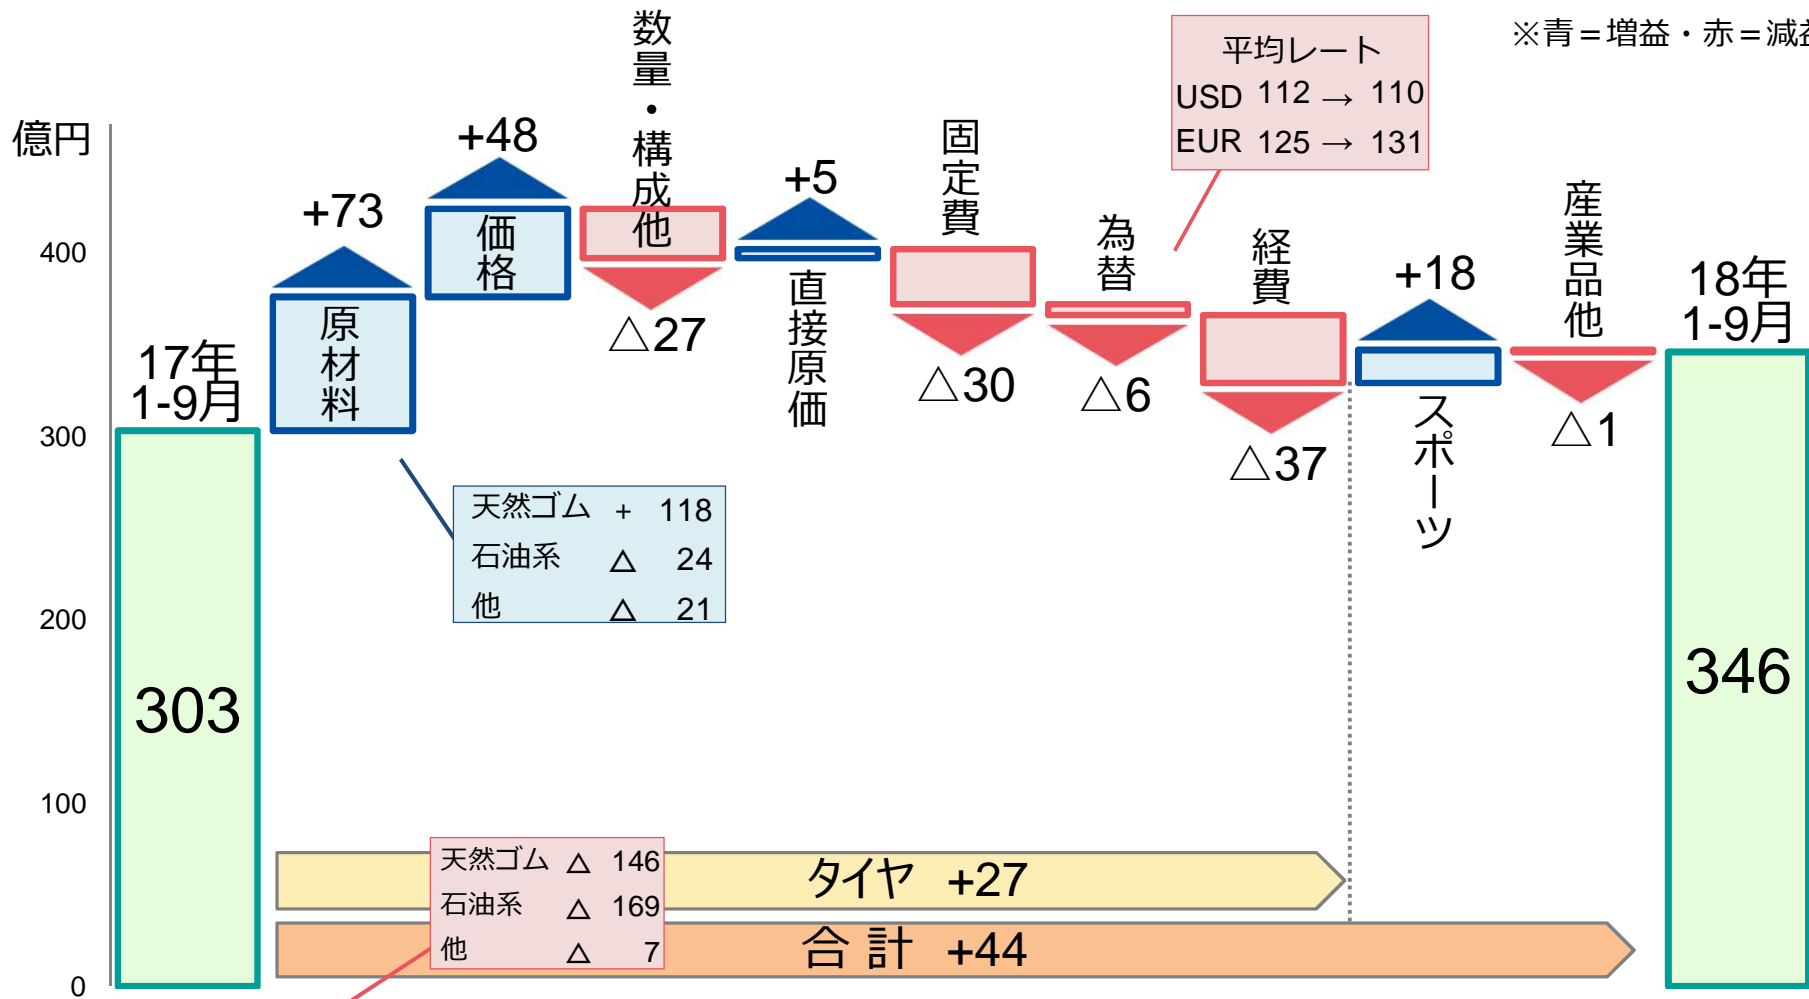 ※青=増益・赤=減益
平均レート
USD 112 → 110
EUR 125 → 131
億円
400
300
200
100
0
17年
1-9月
303
+73
原材料
+48
価格
数量・構成他
△27
+5
直接原価
固定費
△30
為替
△6
経費
△37
+18
スポーツ
産業品他
△1
18年
1-9月
346
天然ゴム + 118
石油系 △ 24
他 △ 21
天然ゴム △ 146
石油系 △ 169
他 △ 7
タイヤ +27
合計 +44